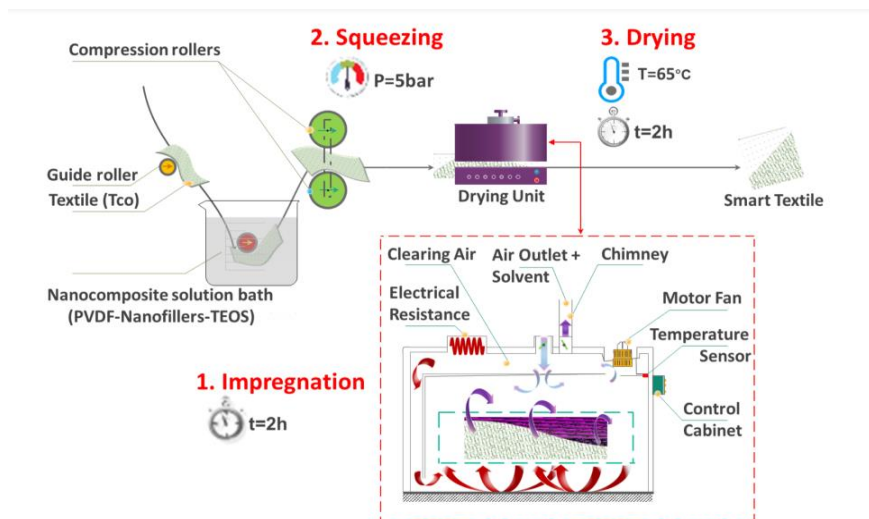 Compression rollers
2. Squeezing
P=5bar
3. Drying
T=65°C
t=2h
Guide roller
Textile (Tco)
Drying Unit
Smart Textile
Nanocomposite solution bath
(PVDF-Nanofillers-TEOS)
1. Impregnation
t=2h
Clearing Air
Air Outlet +
Solvent
Chimney
Electrical
Resistance
Motor Fan
Temperature
Sensor
Control
Cabinet